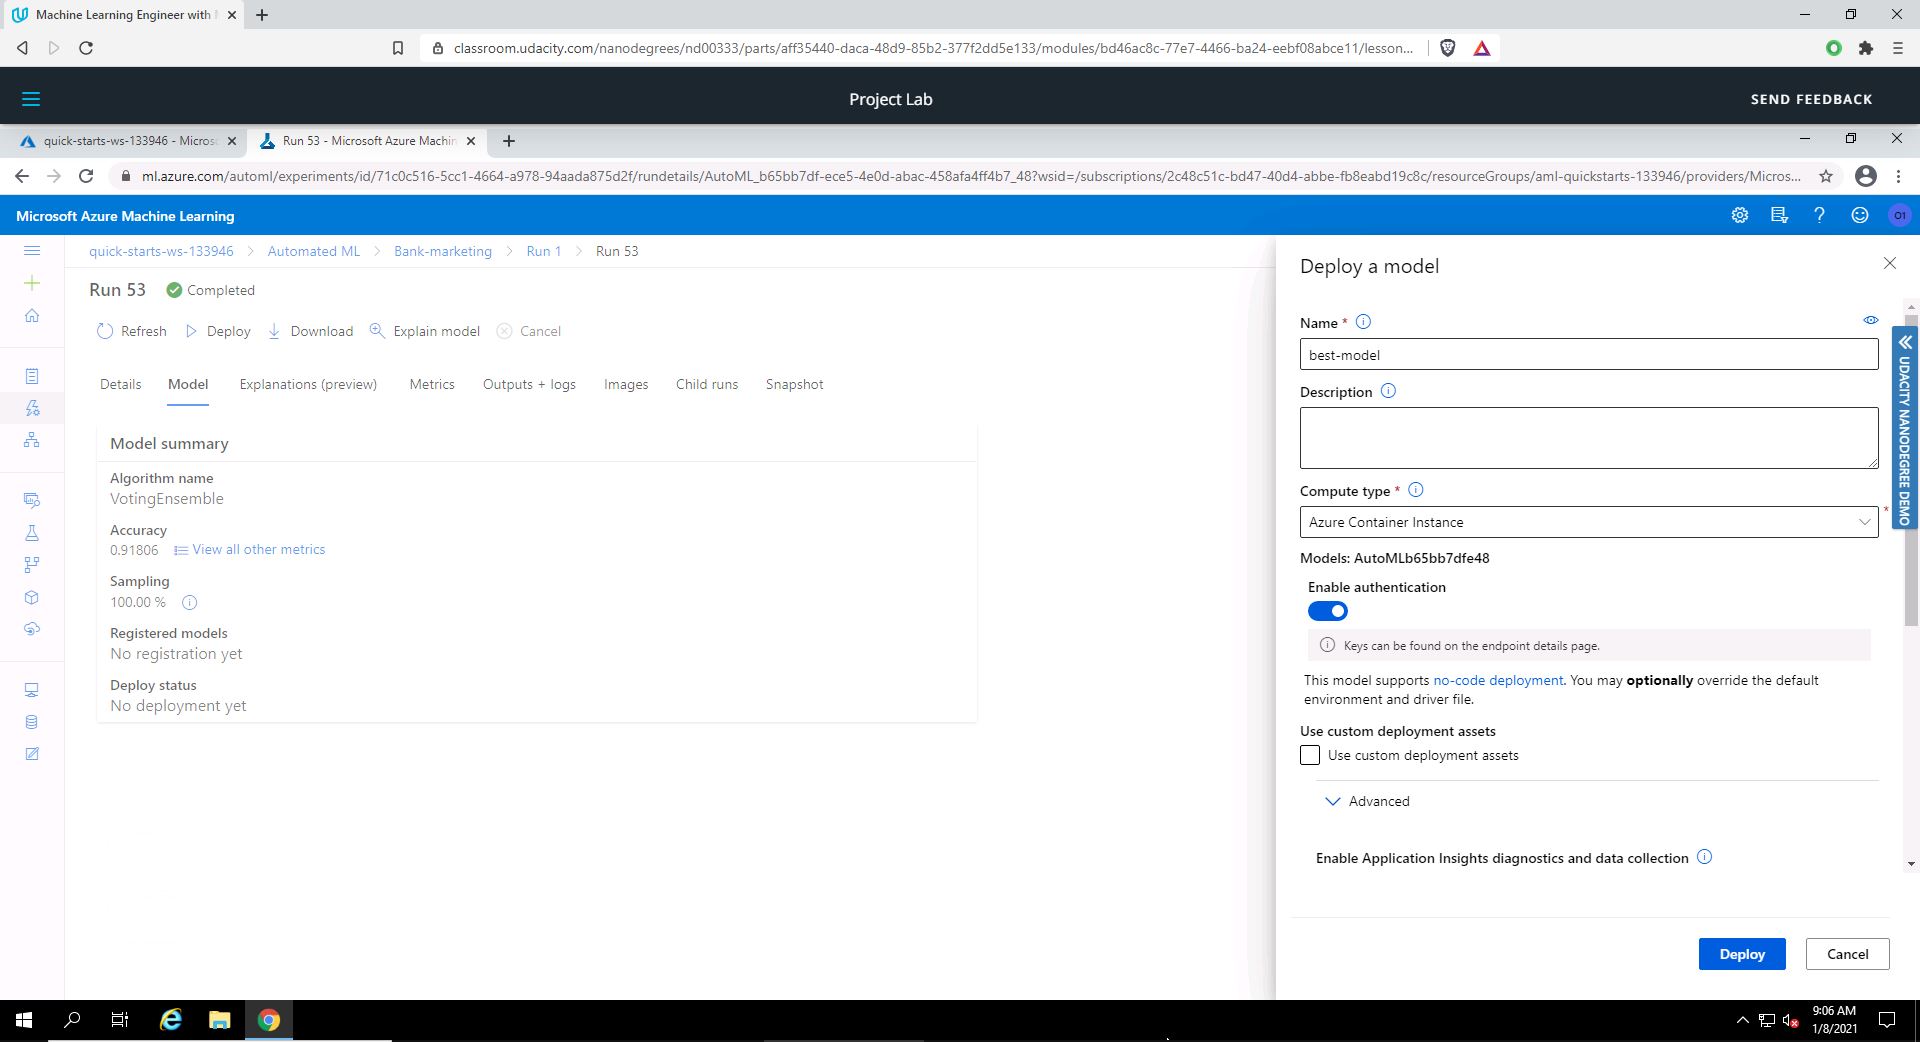 Machine Learning Engineer with
classroom.udacity.com/nanodegrees/nd00333/parts/aff35440-daca-48d9-85b2-377f2dd5e133/modules/bd46ac8c-77e7-4466-ba24-eebf08abce11/lesson...
Project Lab
SEND FEEDBACK
quick-starts-ws-133946 - Micros
Run 53 - Microsoft Azure Machin
ml.azure.com/automl/experiments/id/71c0c516-5cc1-4664-a978-94aada875d2f/rundetails/AutoML_b65bb7df-ece5-4e0d-abac-458afa4ff4b7_48?wsid=/subscriptions/2c48c51c-bd47-40d4-abbe-fb8eabd19c8c/resourceGroups/aml-quickstarts-133946/providers/Micros...
Microsoft Azure Machine Learning
O1
quick-starts-ws-133946 > Automated ML > Bank-marketing > Run 1 > Run 53
Run 53 Completed
Refresh Deploy Download Explain model Cancel
Details Model Explanations (preview) Metrics Outputs + logs Images Child runs Snapshot
Model summary
Algorithm name
VotingEnsemble
Accuracy
0.91806 View all other metrics
Sampling
100.00 %
Registered models
No registration yet
Deploy status
No deployment yet
Deploy a model
Name *
best-model
Description
Compute type *
Azure Container Instance
*
Models: AutoMLb65bb7dfe48
Enable authentication
Keys can be found on the endpoint details page.
This model supports no-code deployment. You may optionally override the default
environment and driver file.
Use custom deployment assets
Use custom deployment assets
Advanced
Enable Application Insights diagnostics and data collection
Deploy
Cancel
UDACITY NANODEGREE DEMO
9:06 AM
1/8/2021